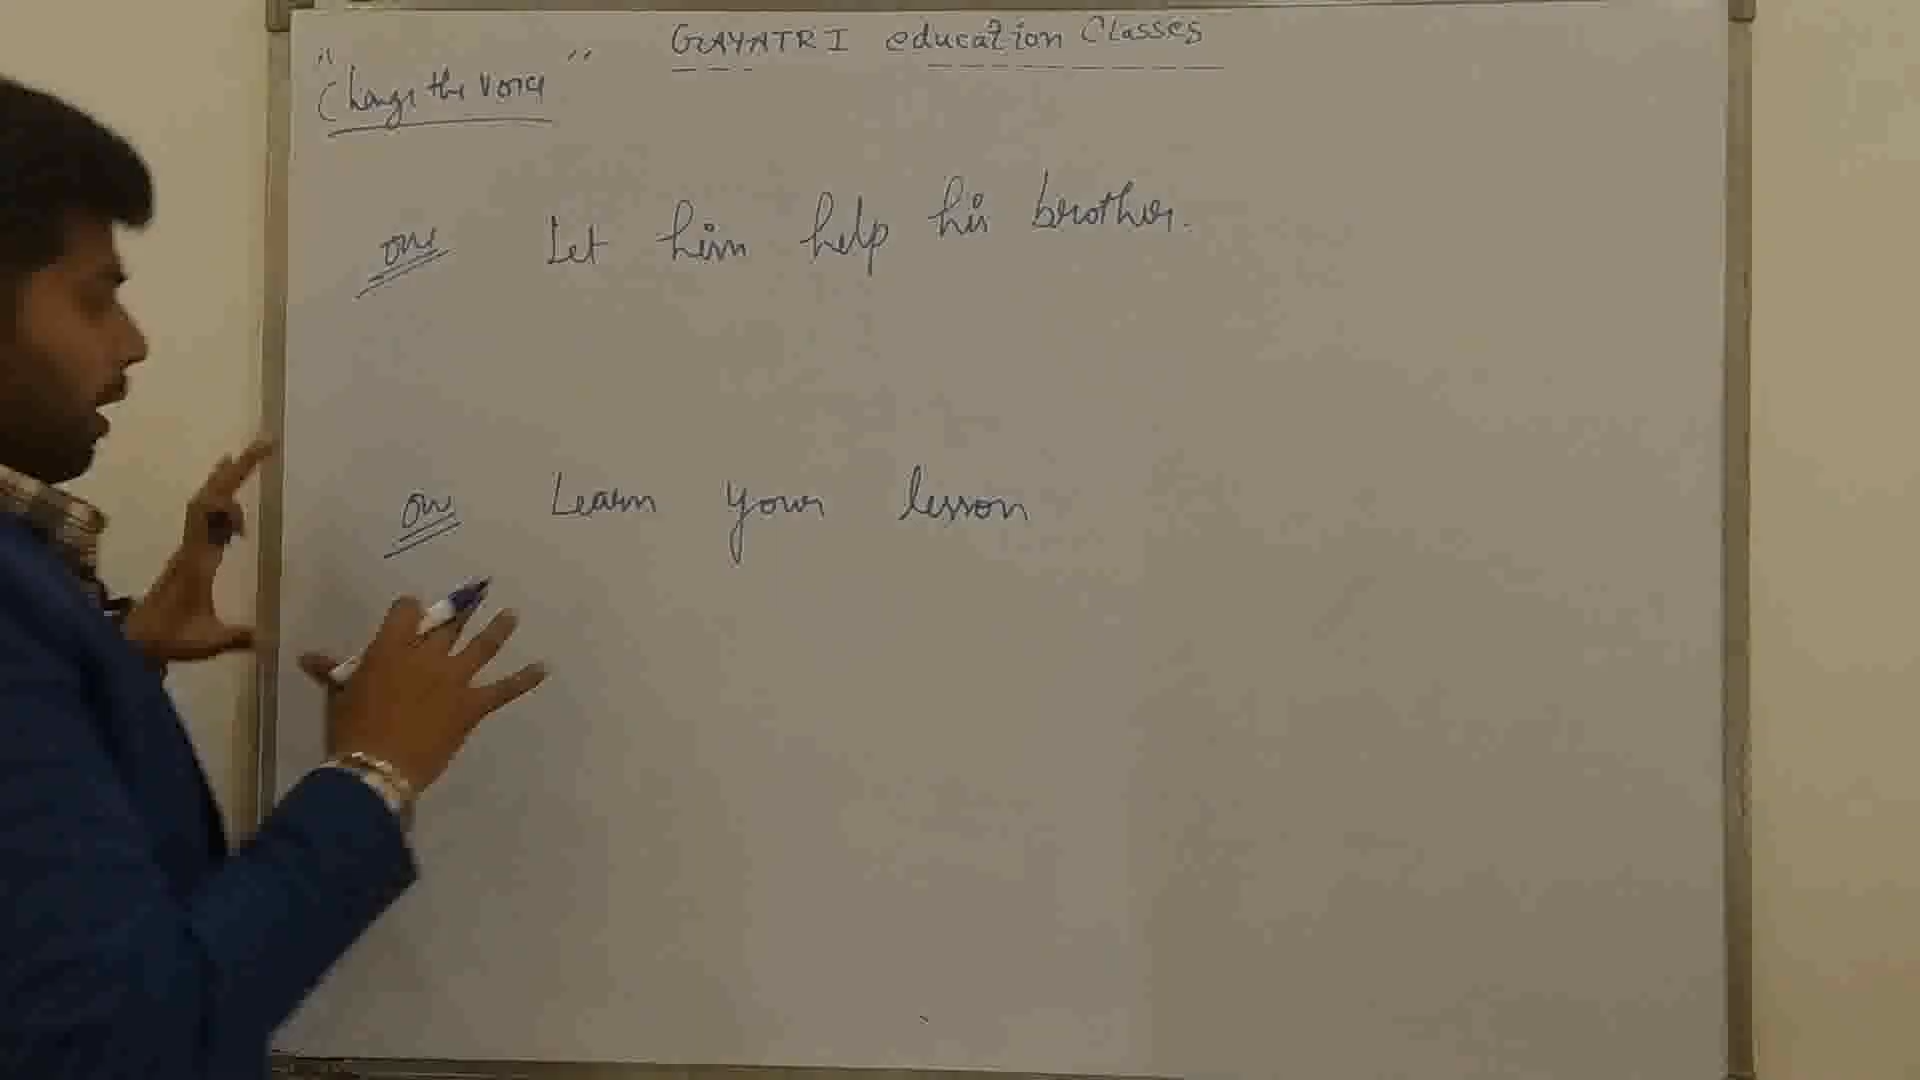 GAYATRI education Classes
"Change the Voice"
Let him help his brother.
Learn your lesson